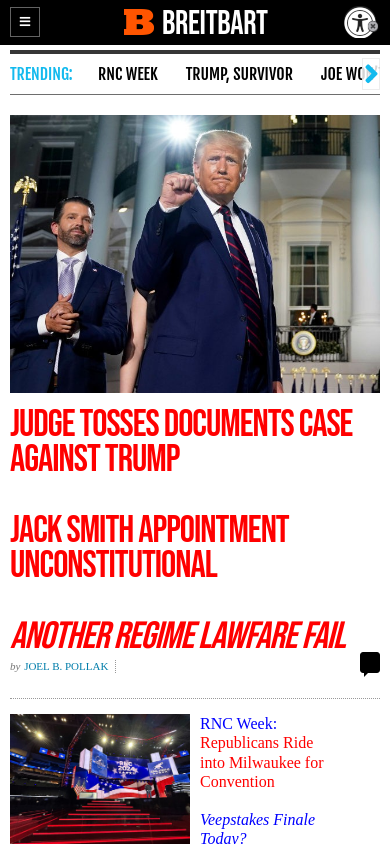 BREITBART
TRENDING: RNC WEEK TRUMP, SURVIVOR JOE
JUDGE TOSSES DOCUMENTS CASE
AGAINST TRUMP
JACK SMITH APPOINTMENT
UNCONSTITUTIONAL
ANOTHER REGIME LAWFARE FAIL
by JOEL B. POLLAK
RNC Week:
Republicans Ride
into Milwaukee for
Convention
Veepstakes Finale
Today?